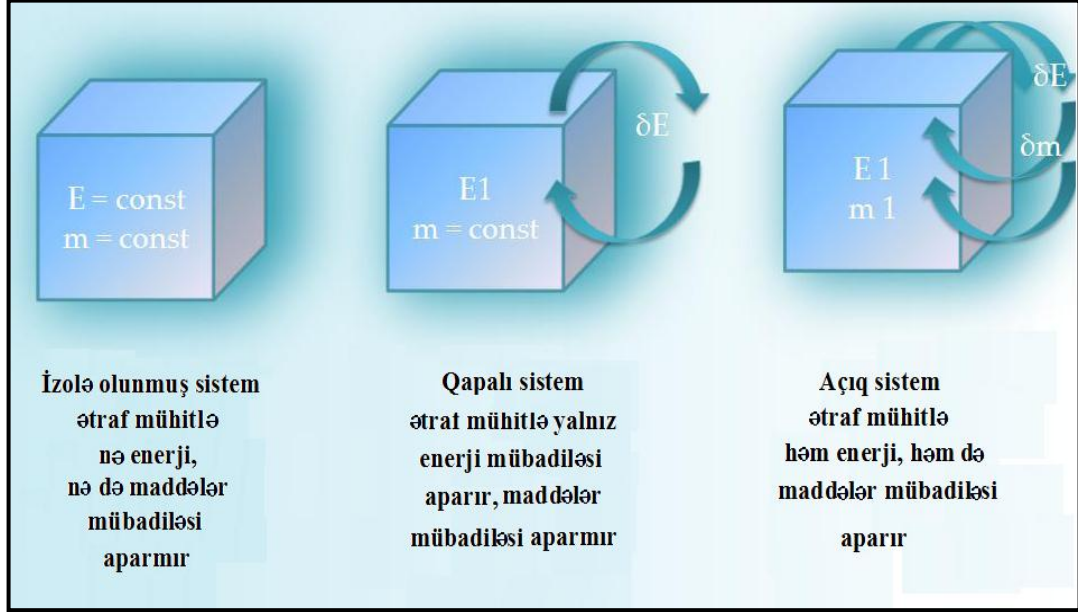 E = const
m = const
E1
m = const
δE
E 1
m 1
δE
δm
İzolə olunmuş sistem
ətraf mühitlə
nə enerji,
nə də maddələr
mübadiləsi
aparmır
Qapalı sistem
ətraf mühitlə yalnız
enerji mübadiləsi
aparır, maddələr
mübadiləsi aparmır
Açıq sistem
ətraf mühitlə
həm enerji, həm də
maddələr mübadiləsi
aparır